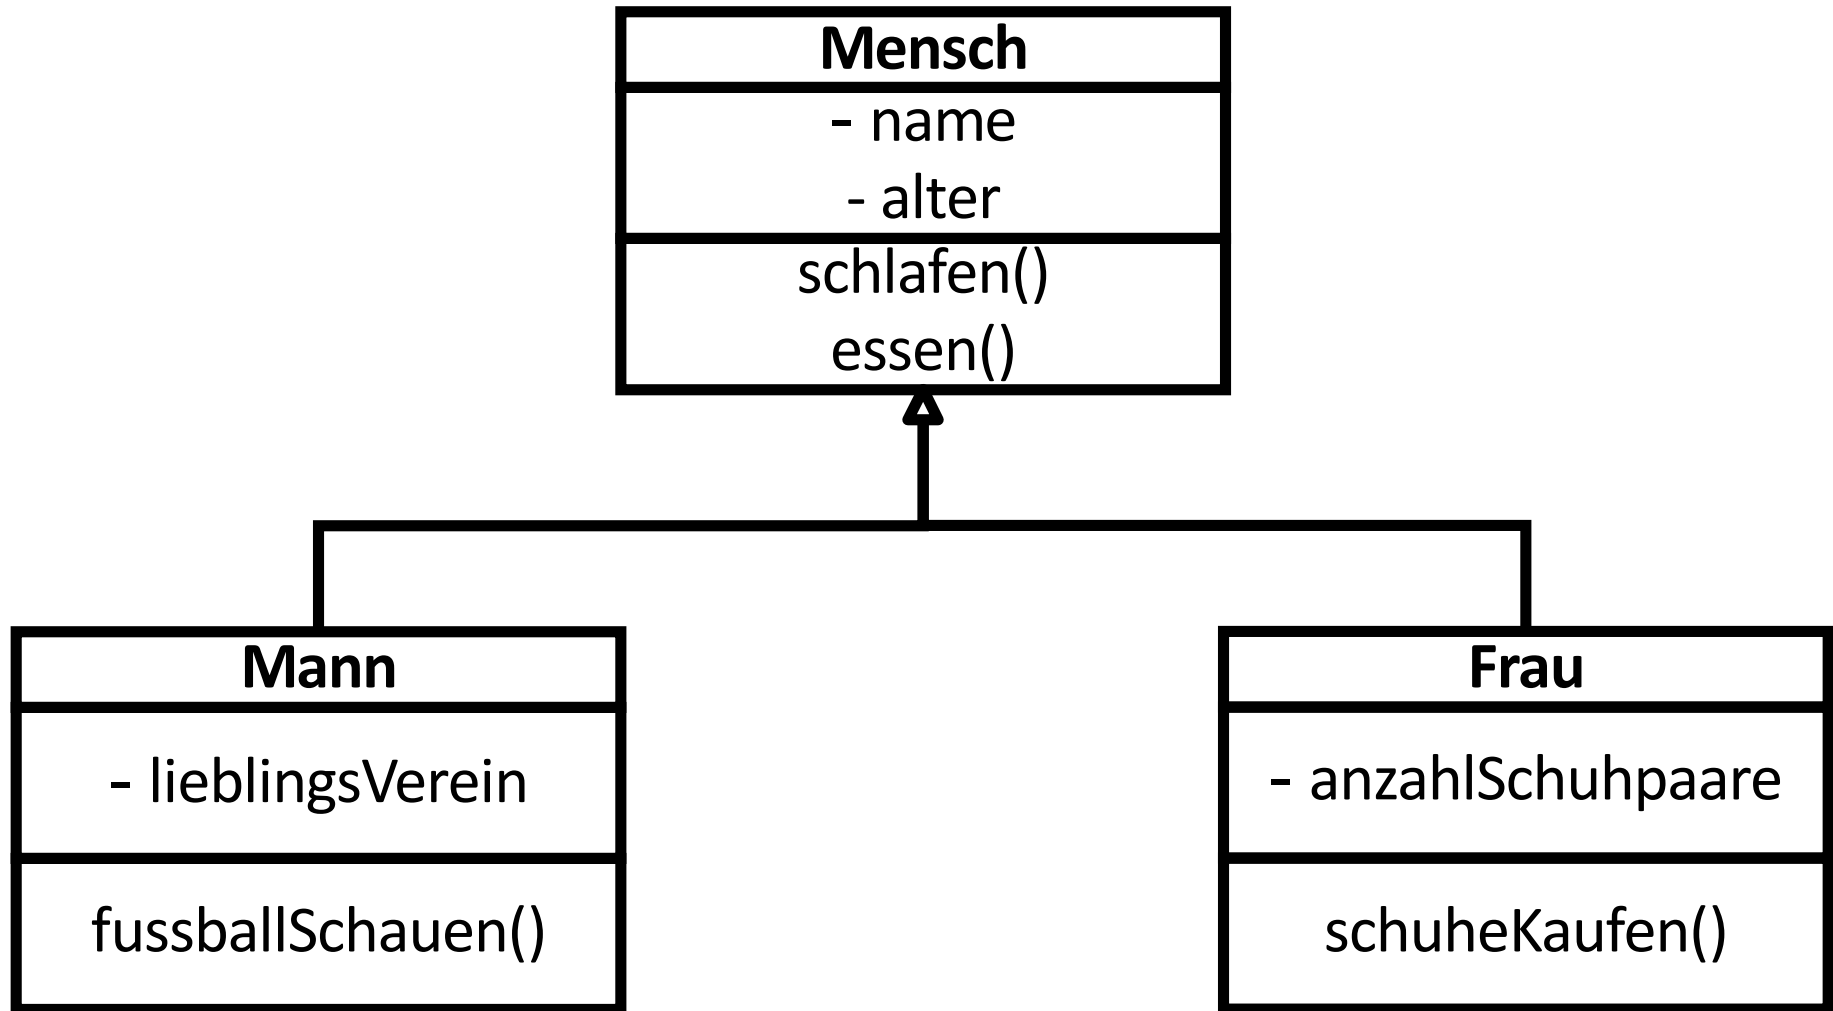 Mensch
- name
- alter
schlafen()
essen()
Mann
- lieblingsVerein
fussballSchauen()
Frau
- anzahlSchuhpaare
schuheKaufen()